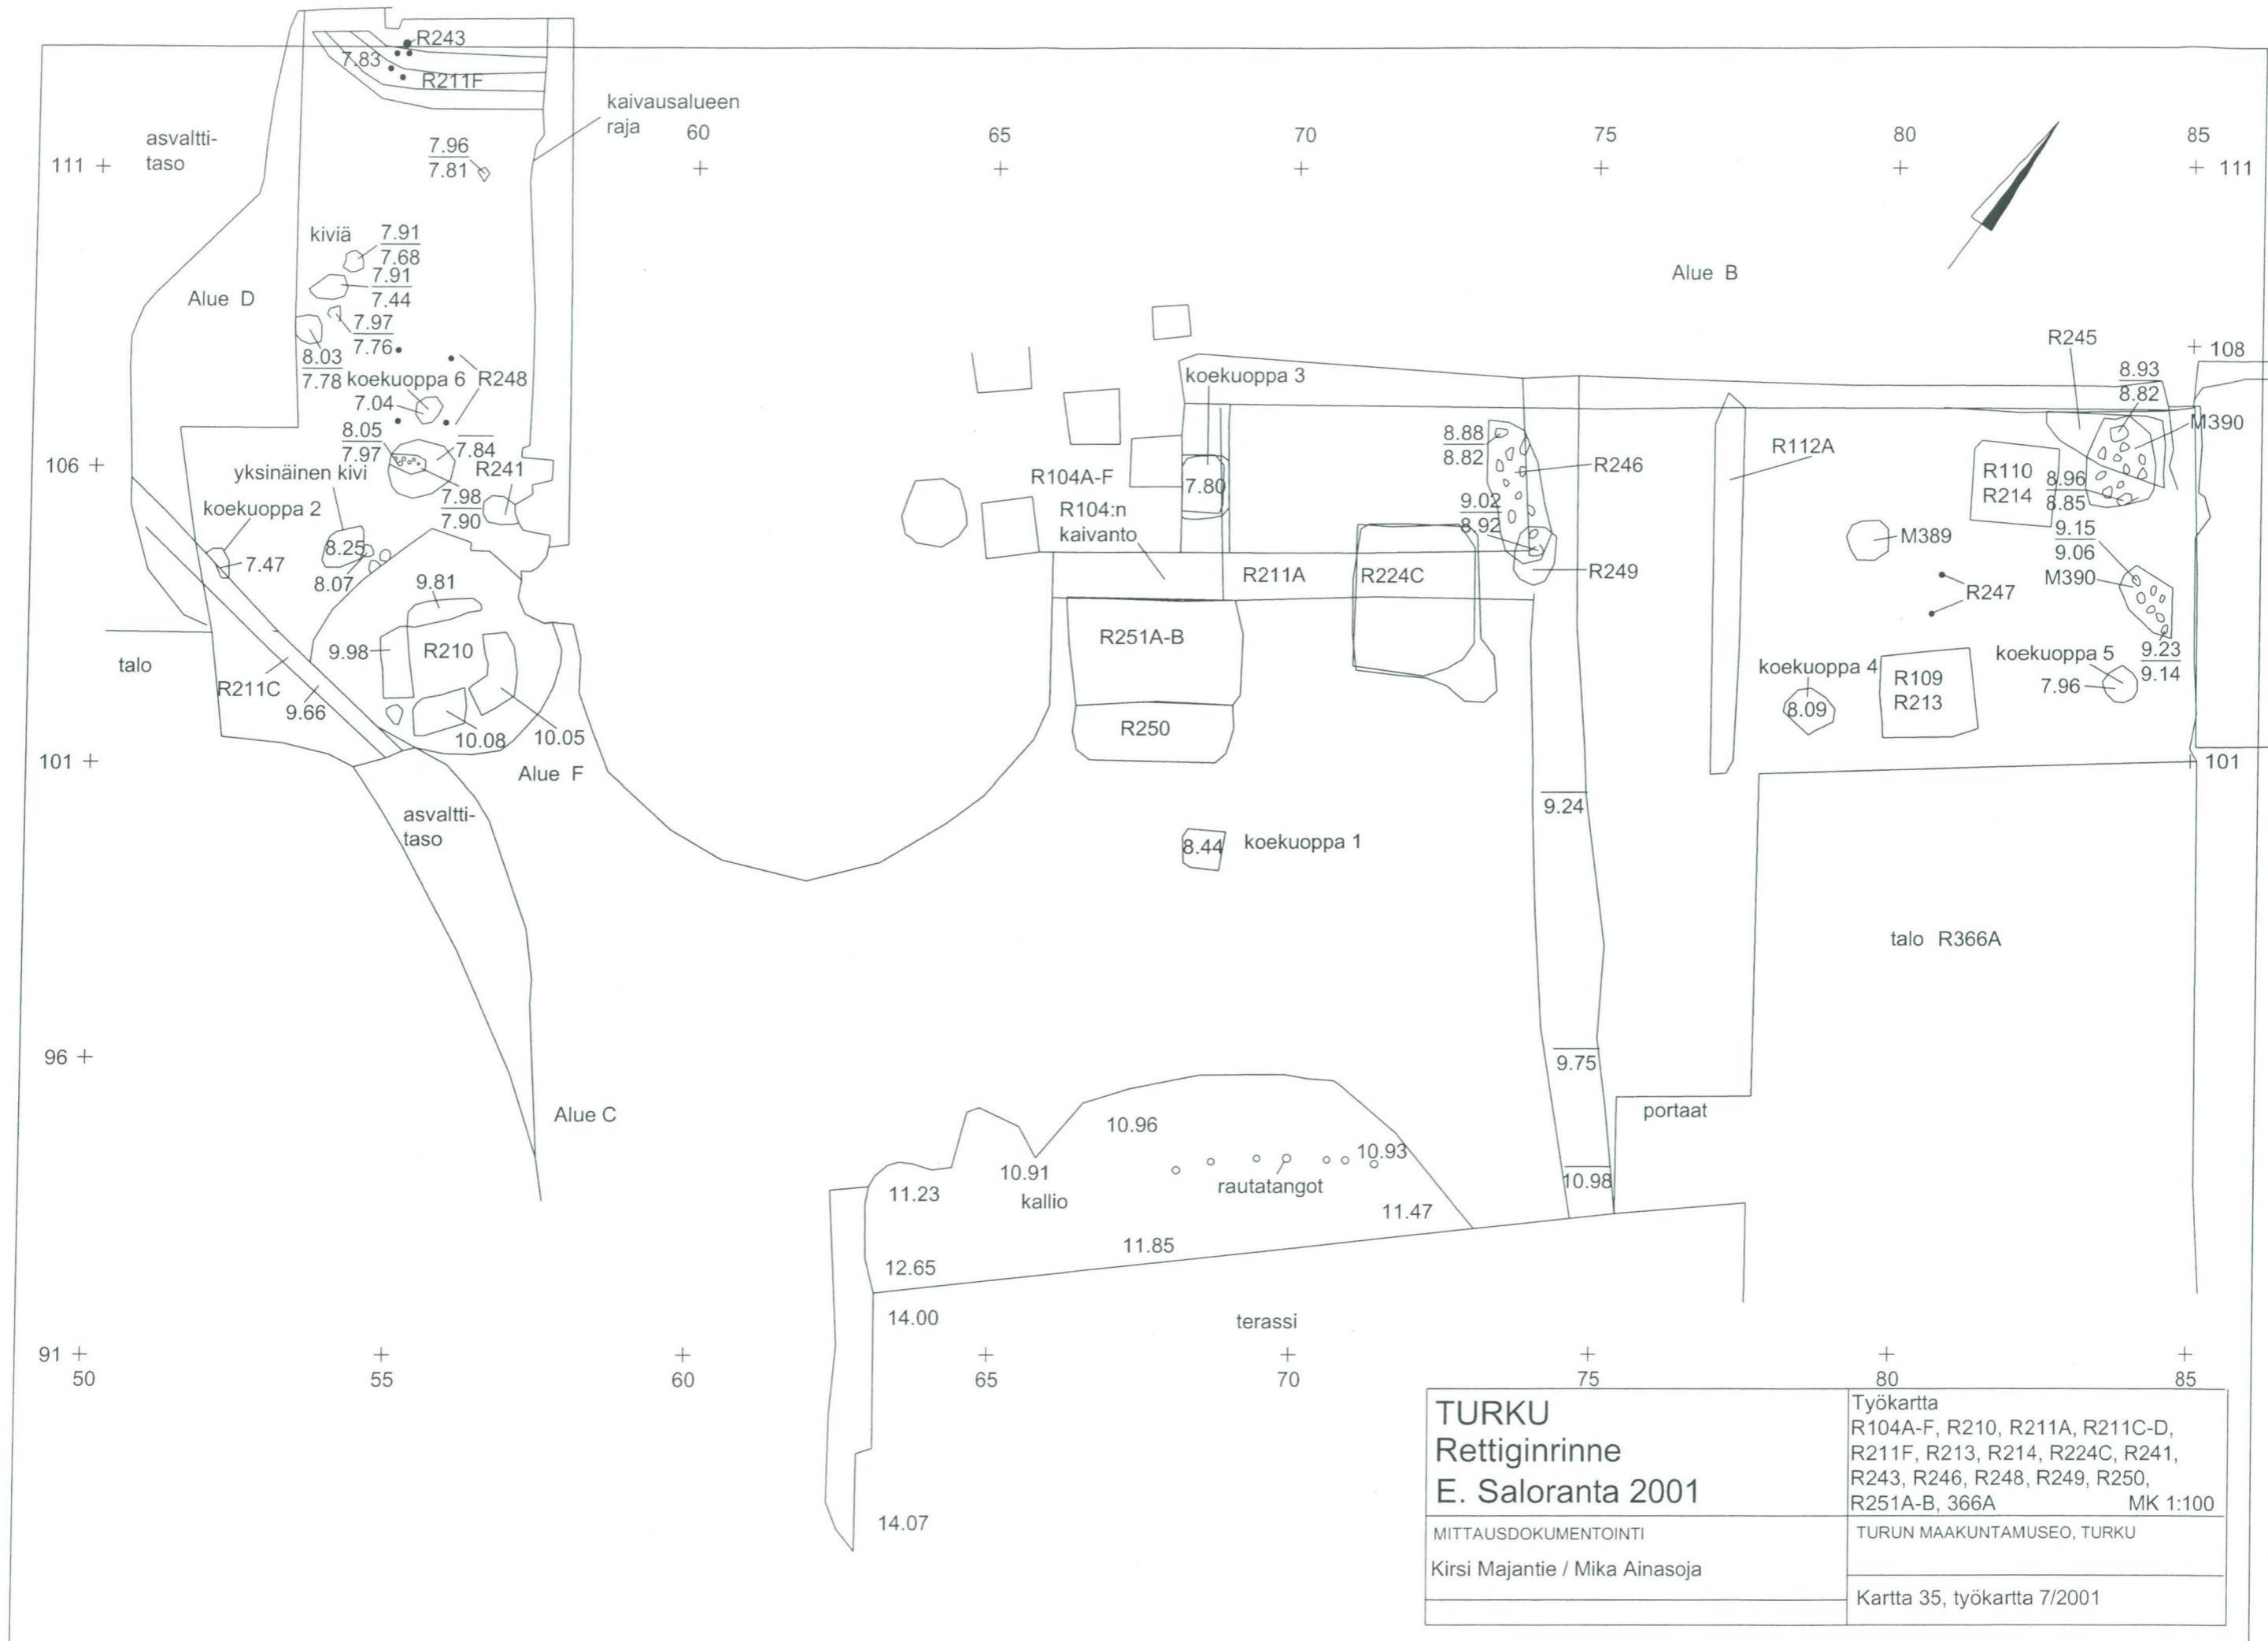 R243
7.83
R211F
kaivausalueen
raja
60
65
70
75
80
85
asvaltti-
taso
7.96
7.81
111
111
kiviä
7.91
7.68
7.91
7.44
Alue D
Alue B
7.97
7.76
8.03
7.78
R245
108
koekuoppa 6
R248
7.04
koekuoppa 3
8.93
8.82
M390
8.05
7.97
7.84
8.88
8.82
R246
R112A
106
yksinäinen kivi
R241
R104A-F
7.80
R110
R214
8.96
8.85
koekuoppa 2
7.98
7.90
R104:n
kaivanto
9.02
8.92
8.25
7.47
8.07
M389
9.15
9.06
9.81
R211A
R224C
R249
M390
R247
9.98
R210
R251A-B
talo
koekuoppa 4
R109
R213
koekuoppa 5
7.96
9.23
9.14
R211C
9.66
8.09
10.08
10.05
R250
101
101
Alue F
asvaltti-
taso
9.24
8.44
koekuoppa 1
talo R366A
96
9.75
Alue C
portaat
10.96
10.93
10.91
kallio
rautatangot
11.23
10.98
11.47
11.85
12.65
14.00
terassi
91
50
55
60
65
70
75
80
85
14.07
TURKU
Rettiginrinne
E. Saloranta 2001
Työkartta
R104A-F, R210, R211A, R211C-D,
R211F, R213, R214, R224C, R241,
R243, R246, R248, R249, R250,
R251A-B, 366A MK 1:100
MITTAUSDOKUMENTOINTI
Kirsi Majantie / Mika Ainasoja
TURUN MAAKUNTAMUSEO, TURKU
Kartta 35, työkartta 7/2001